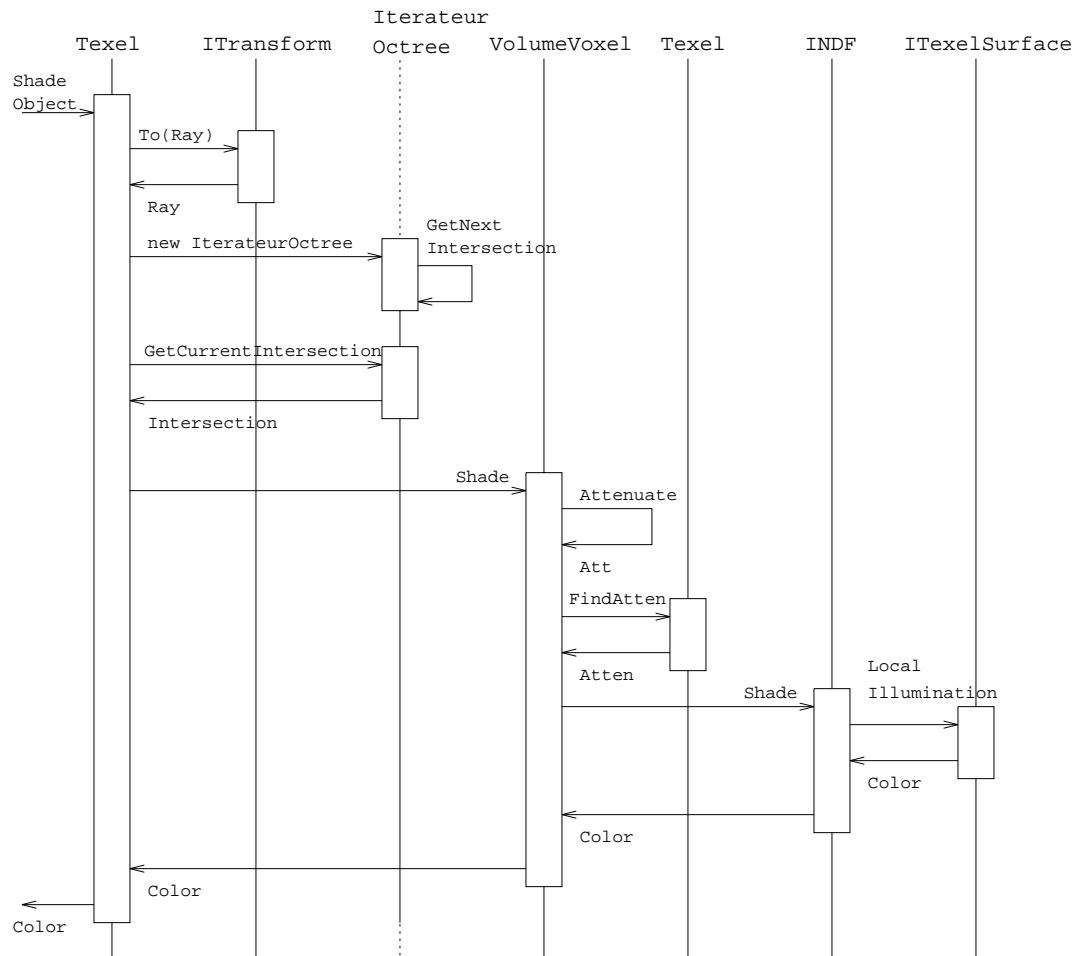 Iterateur
Texel ITransform Octree VolumeVoxel Texel INDF ITexelSurface
Shade
Object
To(Ray)
Ray
GetNext
new IterateurOctree Intersection
GetCurrentIntersection
Intersection
Shade
Attenuate
Att
FindAtten
Atten
Local
Shade Illumination
Color
Color
Color
Color